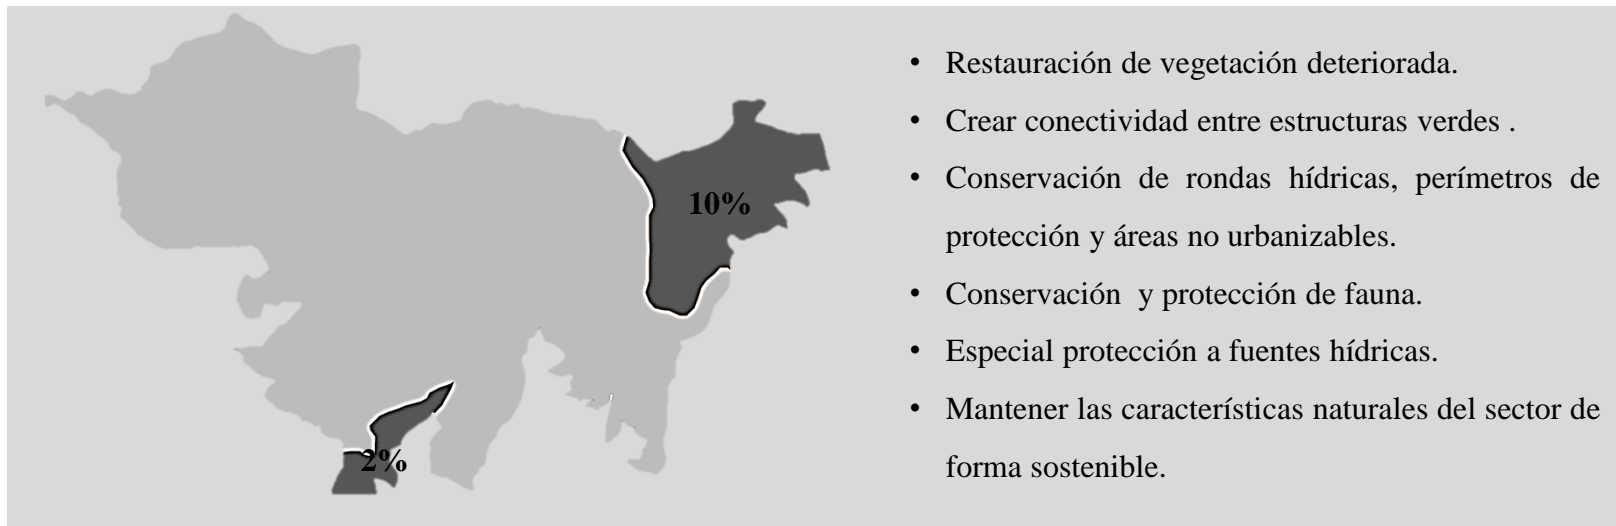 10%
2%
• Restauración de vegetación deteriorada.
• Crear conectividad entre estructuras verdes .
• Conservación de rondas hídricas, perímetros de
protección y áreas no urbanizables.
• Conservación  y protección de fauna.
• Especial protección a fuentes hídricas.
• Mantener las características naturales del sector de
forma sostenible.